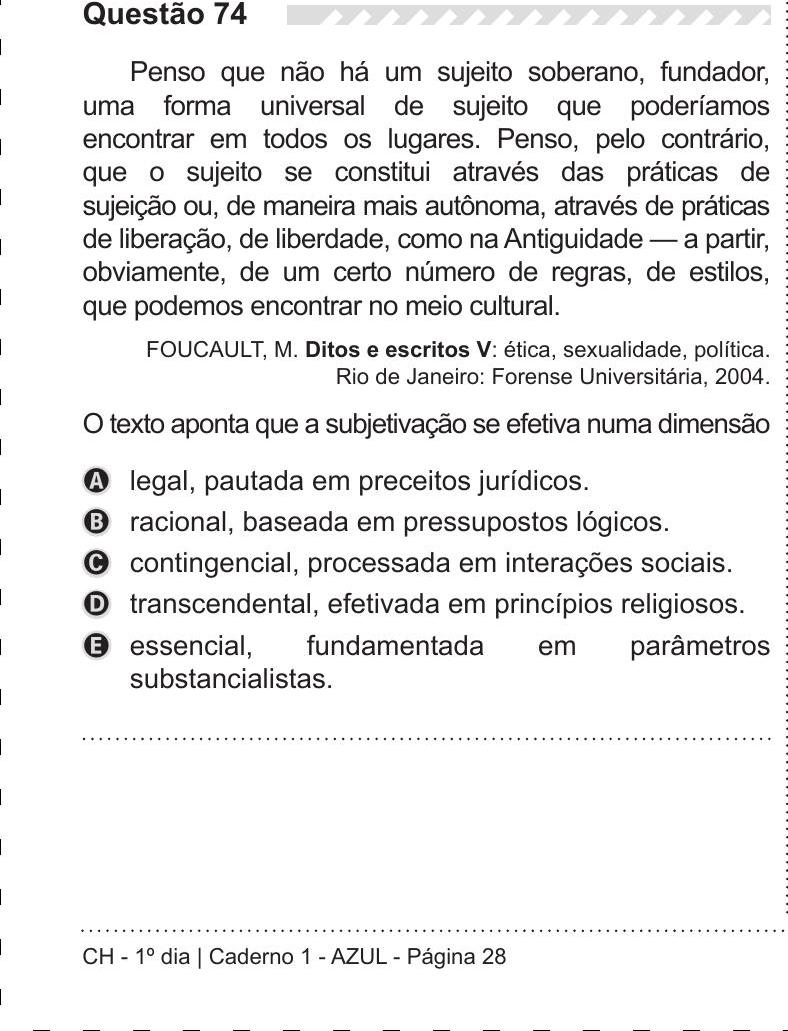 Questão 74
Penso que não há um sujeito soberano, fundador,
uma forma universal de sujeito que poderíamos
encontrar em todos os lugares. Penso, pelo contrário,
que o sujeito se constitui através das práticas de
sujeição ou, de maneira mais autônoma, através de práticas
de liberação, de liberdade, como na Antiguidade — a partir,
obviamente, de um certo número de regras, de estilos,
que podemos encontrar no meio cultural.
FOUCAULT, M. Ditos e escritos V: ética, sexualidade, política.
Rio de Janeiro: Forense Universitária, 2004.
O texto aponta que a subjetivação se efetiva numa dimensão
A legal, pautada em preceitos jurídicos.
B racional, baseada em pressupostos lógicos.
C contingencial, processada em interações sociais.
D transcendental, efetivada em princípios religiosos.
E essencial, fundamentada em parâmetros
substancialistas.
CH - 1º dia | Caderno 1 - AZUL - Página 28